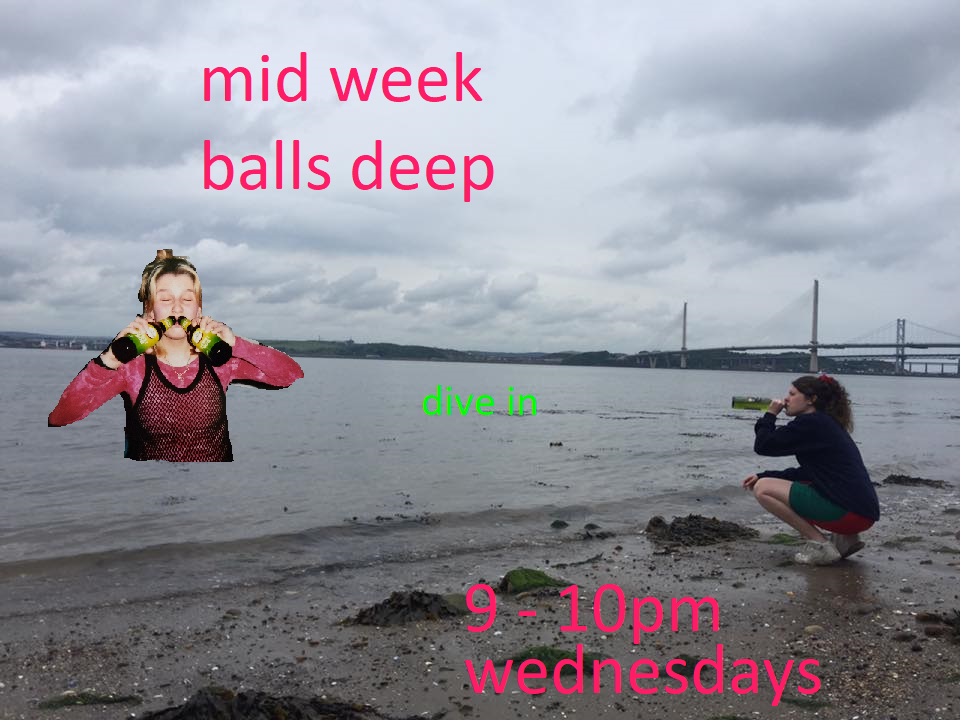 mid week
balls deep
dive in
9 - 10pm
wednesdays